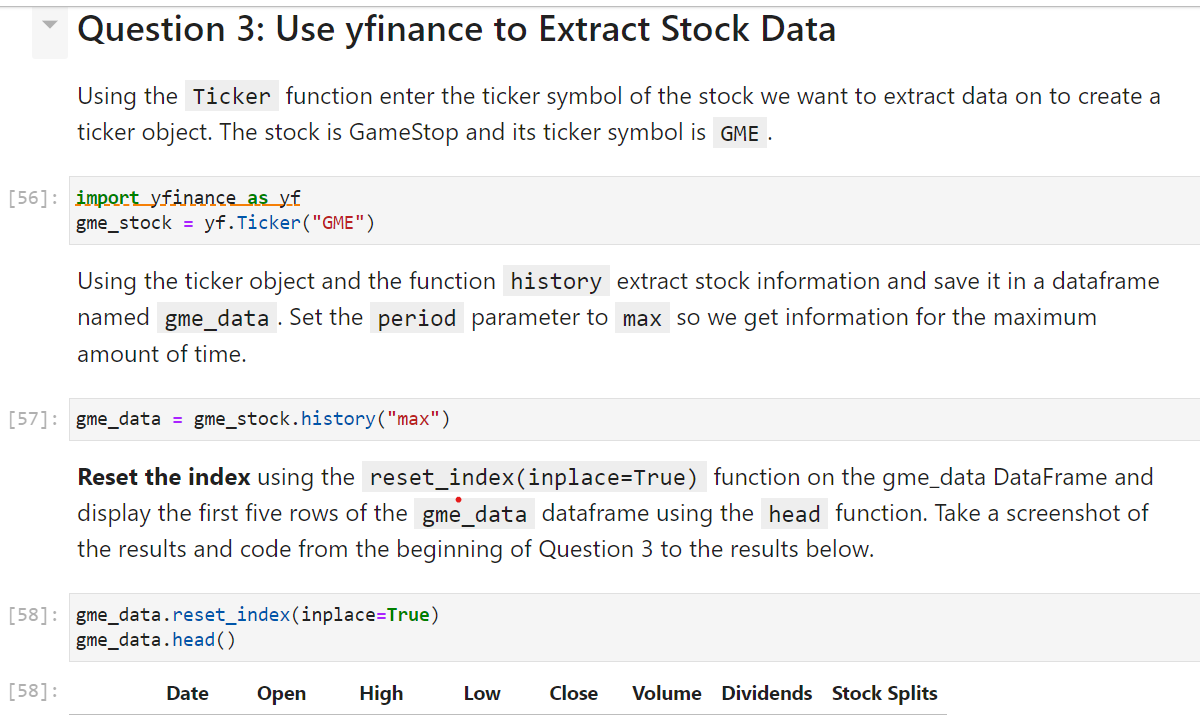 Question 3: Use yfinance to Extract Stock Data
Using the Ticker function enter the ticker symbol of the stock we want to extract data on to create a
ticker object. The stock is GameStop and its ticker symbol is GME.
[56]: import yfinance as yf
gme_stock = yf.Ticker("GME")
Using the ticker object and the function history extract stock information and save it in a dataframe
named gme_data. Set the period parameter to max so we get information for the maximum
amount of time.
[57]: gme_data = gme_stock.history("max")
Reset the index using the reset_index(inplace=True) function on the gme_data DataFrame and
display the first five rows of the gme_data dataframe using the head function. Take a screenshot of
the results and code from the beginning of Question 3 to the results below.
[58]: gme_data.reset_index(inplace=True)
gme_data.head()
[58]: Date Open High Low Close Volume Dividends Stock Splits